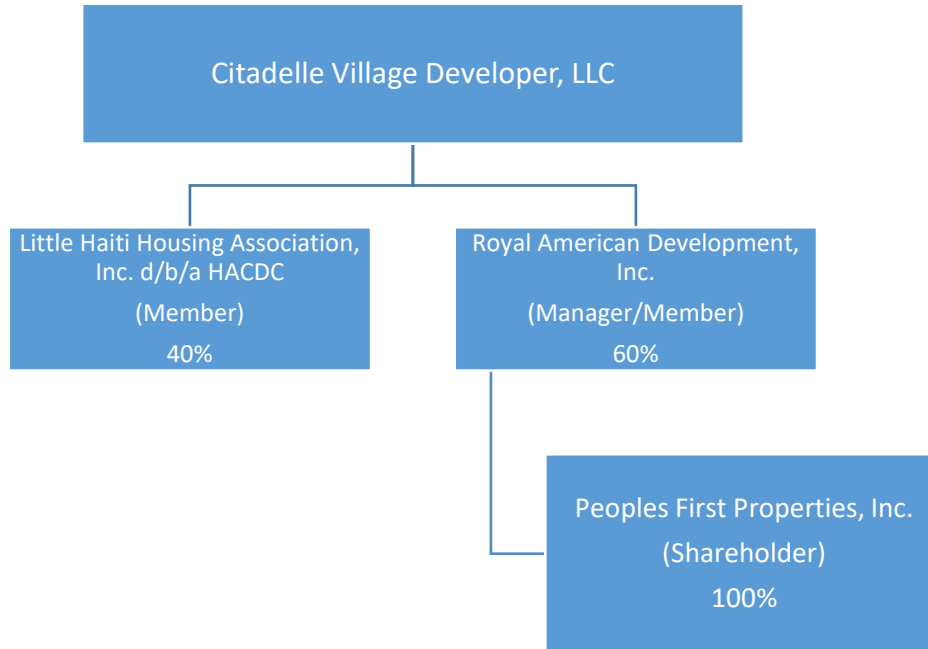 Citadelle Village Developer, LLC
Little Haiti Housing Association,
Inc. d/b/a HACDC
(Member)
40%
Royal American Development,
Inc.
(Manager/Member)
60%
Peoples First Properties, Inc.
(Shareholder)
100%